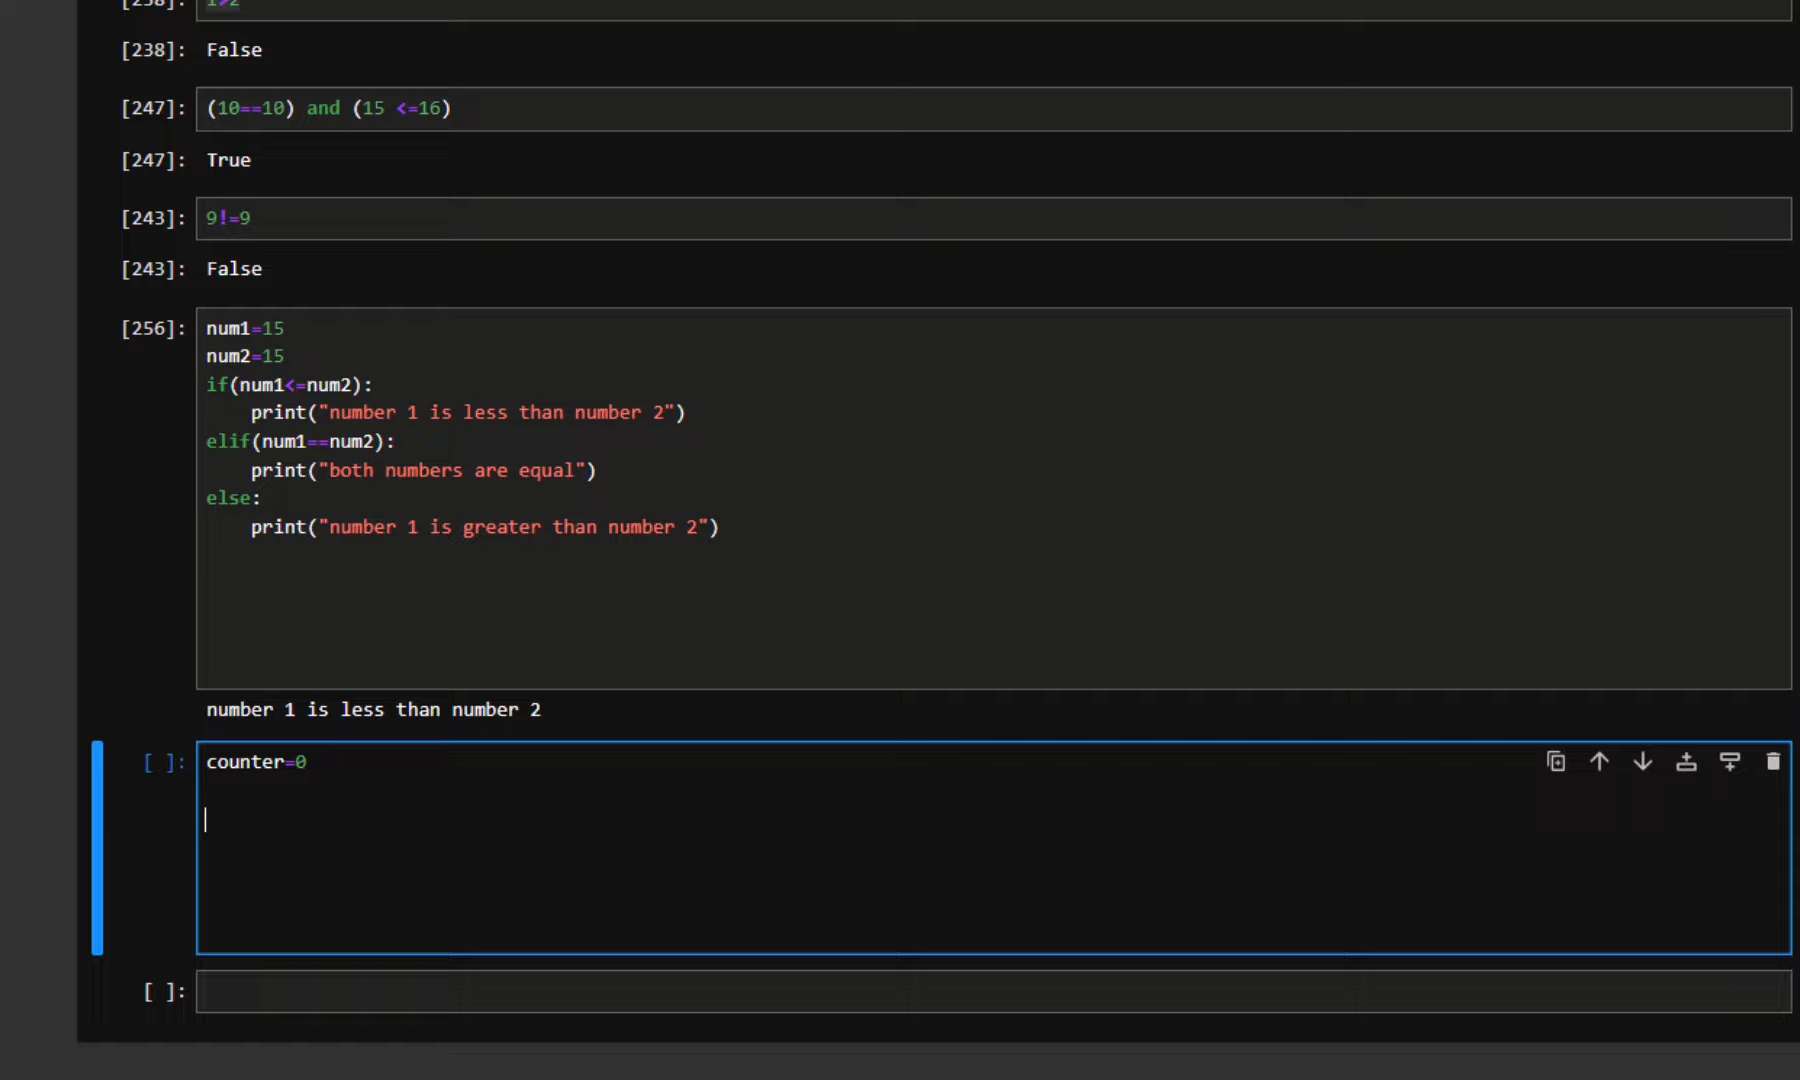 [238]: 1>2
[238]: False
[247]: (10==10) and (15 <=16)
[247]: True
[243]: 9!=9
[243]: False
[256]: num1=15
num2=15
if(num1<=num2):
    print("number 1 is less than number 2")
elif(num1==num2):
    print("both numbers are equal")
else:
    print("number 1 is greater than number 2")
number 1 is less than number 2
[ ]: counter=0
[ ]: